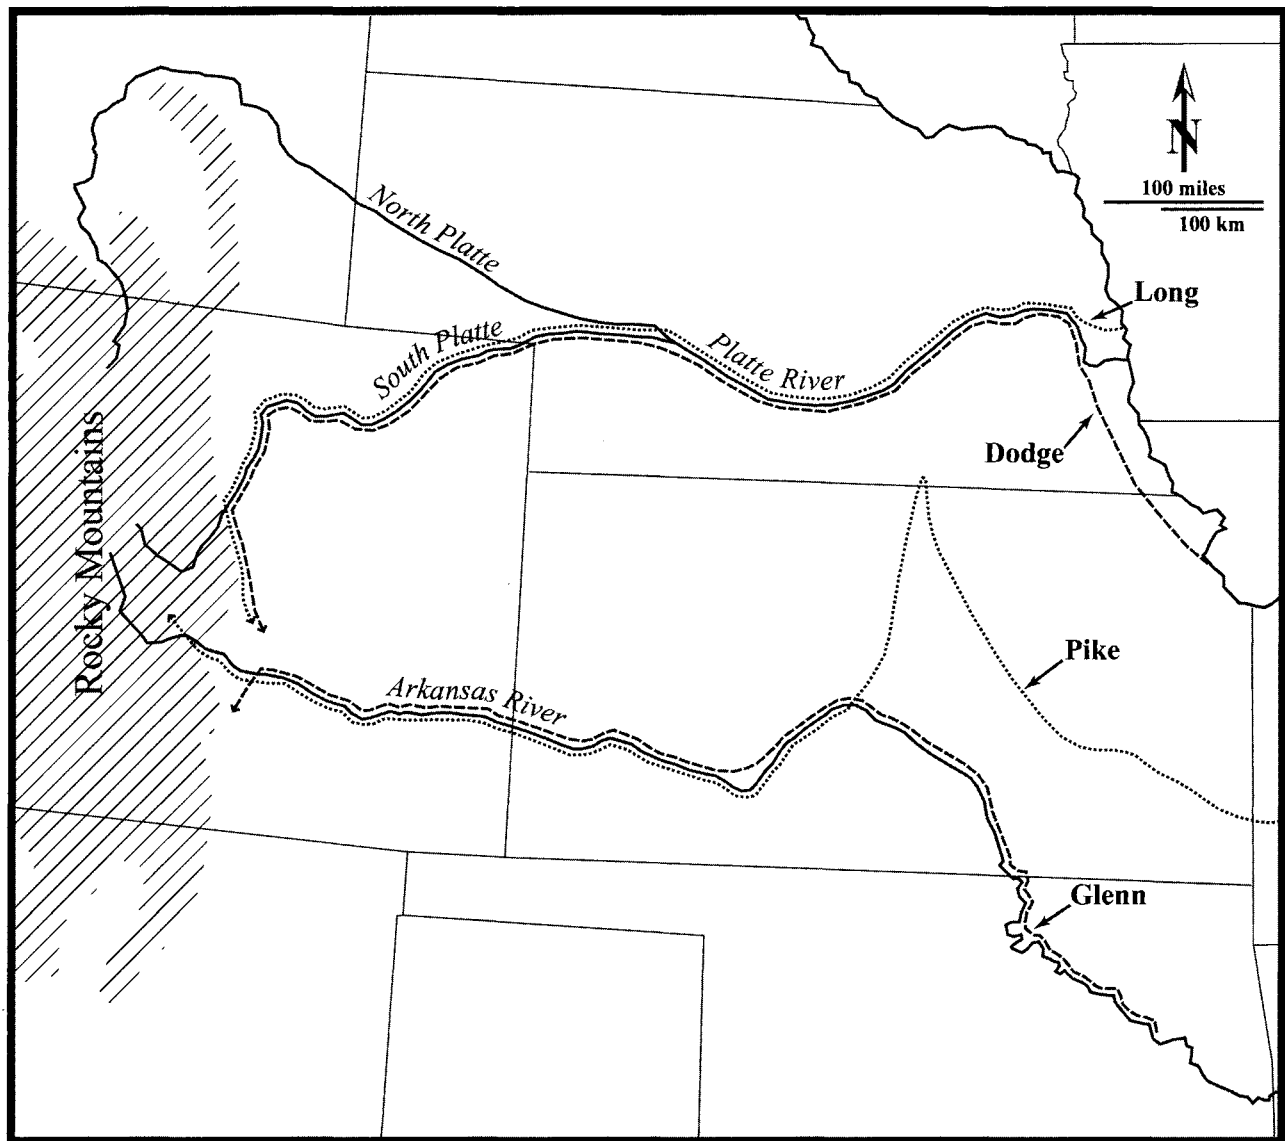 N
100 miles
100 km
North Platte
Long
South Platte
Platte River
Dodge
Rocky Mountains
Pike
Arkansas River
Glenn